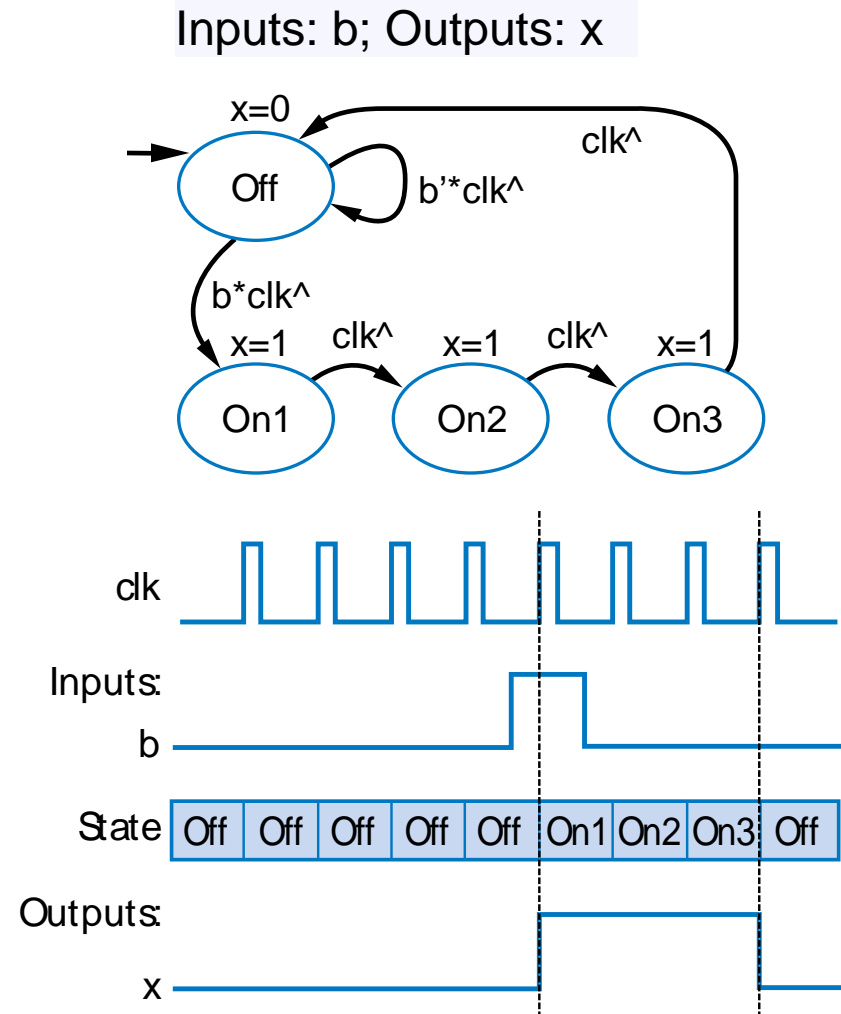 Inputs: b; Outputs: x
x=0
clk^
Off
b'*clk^
b*clk^
x=1 clk^ x=1 clk^ x=1
On1 On2 On3
clk
Inputs:
b
State Off Off Off Off Off On1 On2 On3 Off
Outputs:
x